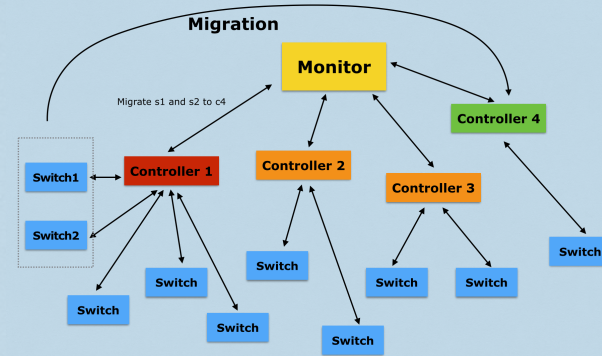 Migration
Monitor
Migrate s1 and s2 to c4
Controller 4
Controller 1
Controller 2
Controller 3
Switch1
Switch2
Switch
Switch
Switch
Switch
Switch
Switch
Switch
Switch